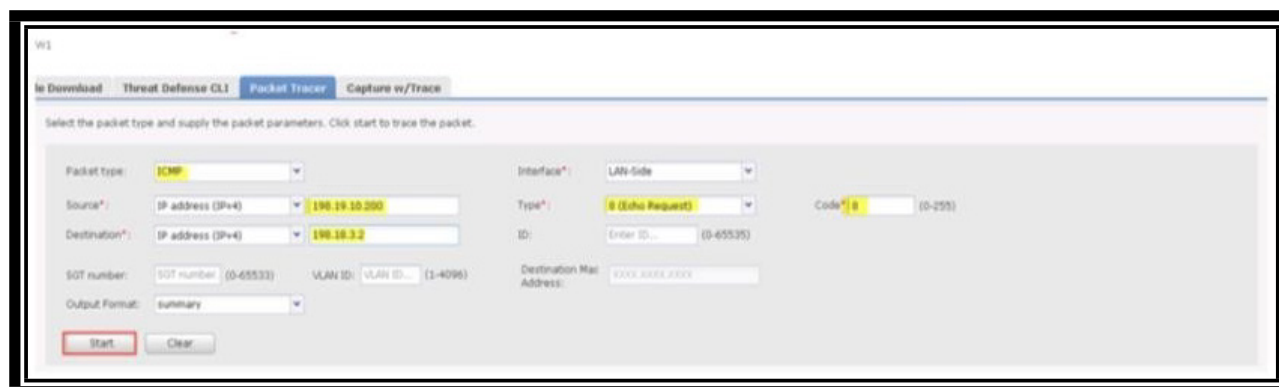 W1
le Download Threat Defense CLI Packet Tracer Capture w/Trace
Select the packet type and supply the packet parameters. Click start to trace the packet.
Packet type: ICMP Interface*: LAN-Side
Source*: IP address (IPv4) 198.19.10.200 Type*: 8 (Echo Request) Code*: 8 (0-255)
Destination*: IP address (IPv4) 198.18.3.2 ID: Enter ID... (0-65535)
SGT number: SGT number (0-65533) VLAN ID: VLAN ID... (1-4096) Destination Mac Address: xxxx.xxxx.xxxx
Output Format: summary
Start Clear